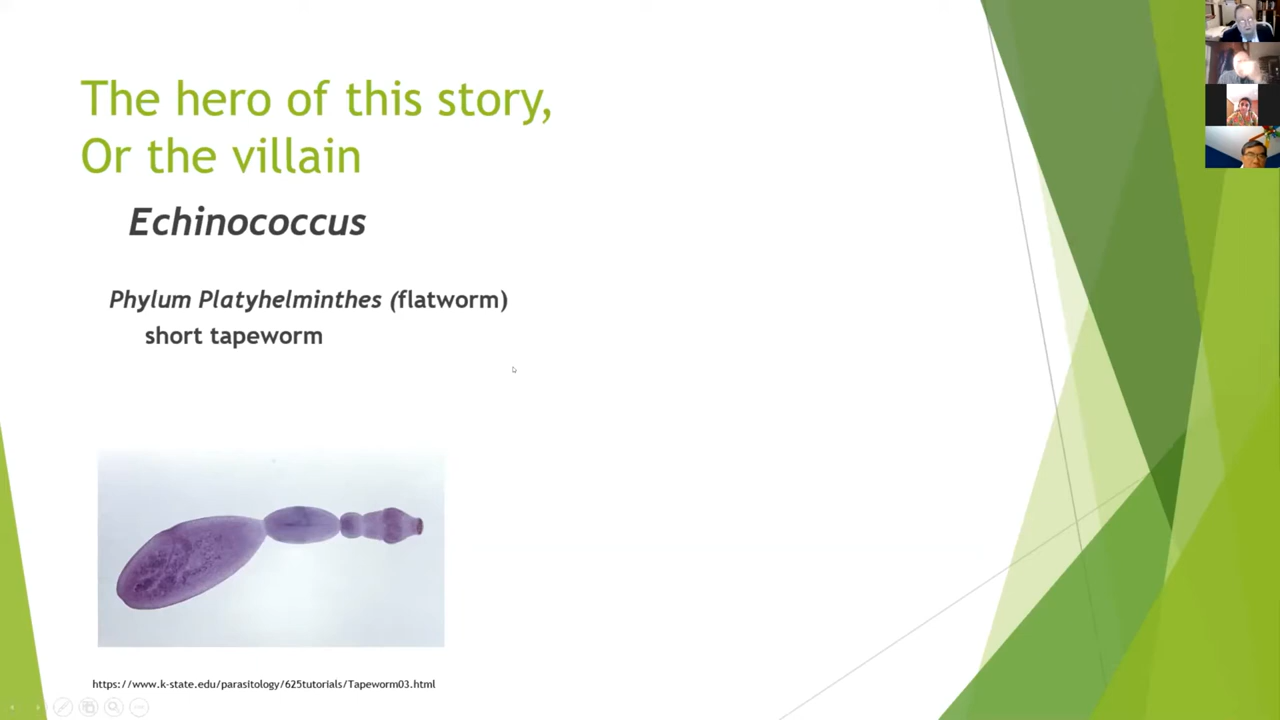 The hero of this story,
Or the villain
Echinococcus
Phylum Platyhelminthes (flatworm)
short tapeworm
https://www.k-state.edu/parasitology/625tutorials/Tapeworm03.html